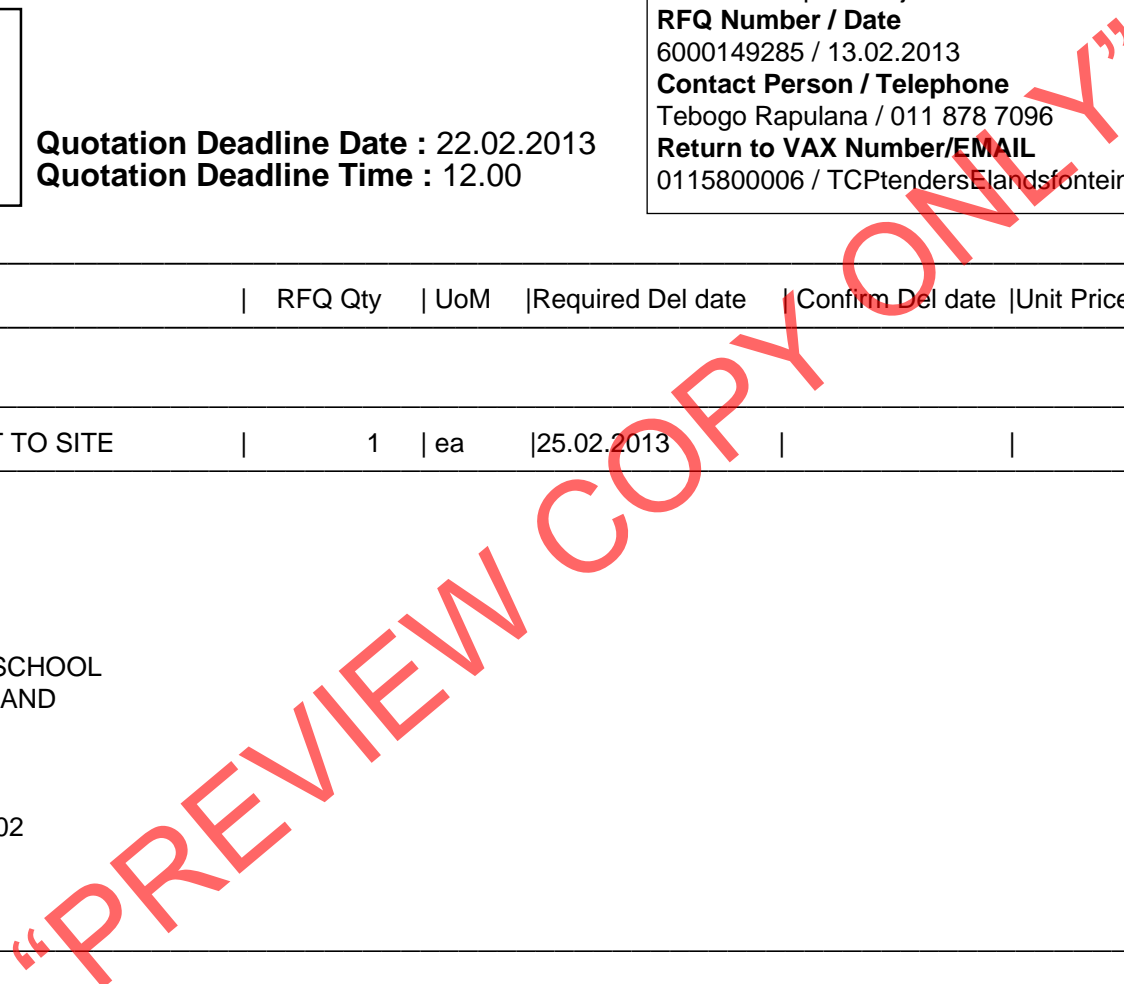 RFQ Number / Date
6000149285 / 13.02.2013
Contact Person / Telephone
Tebogo Rapulana / 011 878 7096
Quotation Deadline Date : 22.02.2013
Return to VAX Number/EMAIL
Quotation Deadline Time : 12.00
0115800006 / TCPtendersElandsfontein
| RFQ Qty | UoM |Required Del date | Confirm Del date |Unit Price
T TO SITE | 1 | ea |25.02.2013 | |
SCHOOL
AND
02
“PREVIEW COPY ONLY”